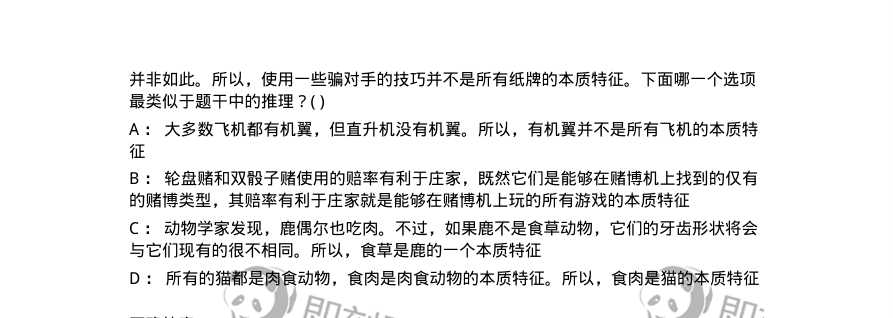 并非如此。所以，使用一些骗对手的技巧并不是所有纸牌的本质特征。下面哪一个选项
最类似于题干中的推理？( )
A： 大多数飞机都有机翼，但直升机没有机翼。所以，有机翼并不是所有飞机的本质特
征
B： 轮盘赌和双骰子赌使用的赔率有利于庄家，既然它们是能够在赌博机上找到的仅有
的赌博类型，其赔率有利于庄家就是能够在赌博机上玩的所有游戏的本质特征
C： 动物学家发现，鹿偶尔也吃肉。不过，如果鹿不是食草动物，它们的牙齿形状将会
与它们现有的很不相同。所以，食草是鹿的一个本质特征
D： 所有的猫都是肉食动物，食肉是肉食动物的本质特征。所以，食肉是猫的本质特征